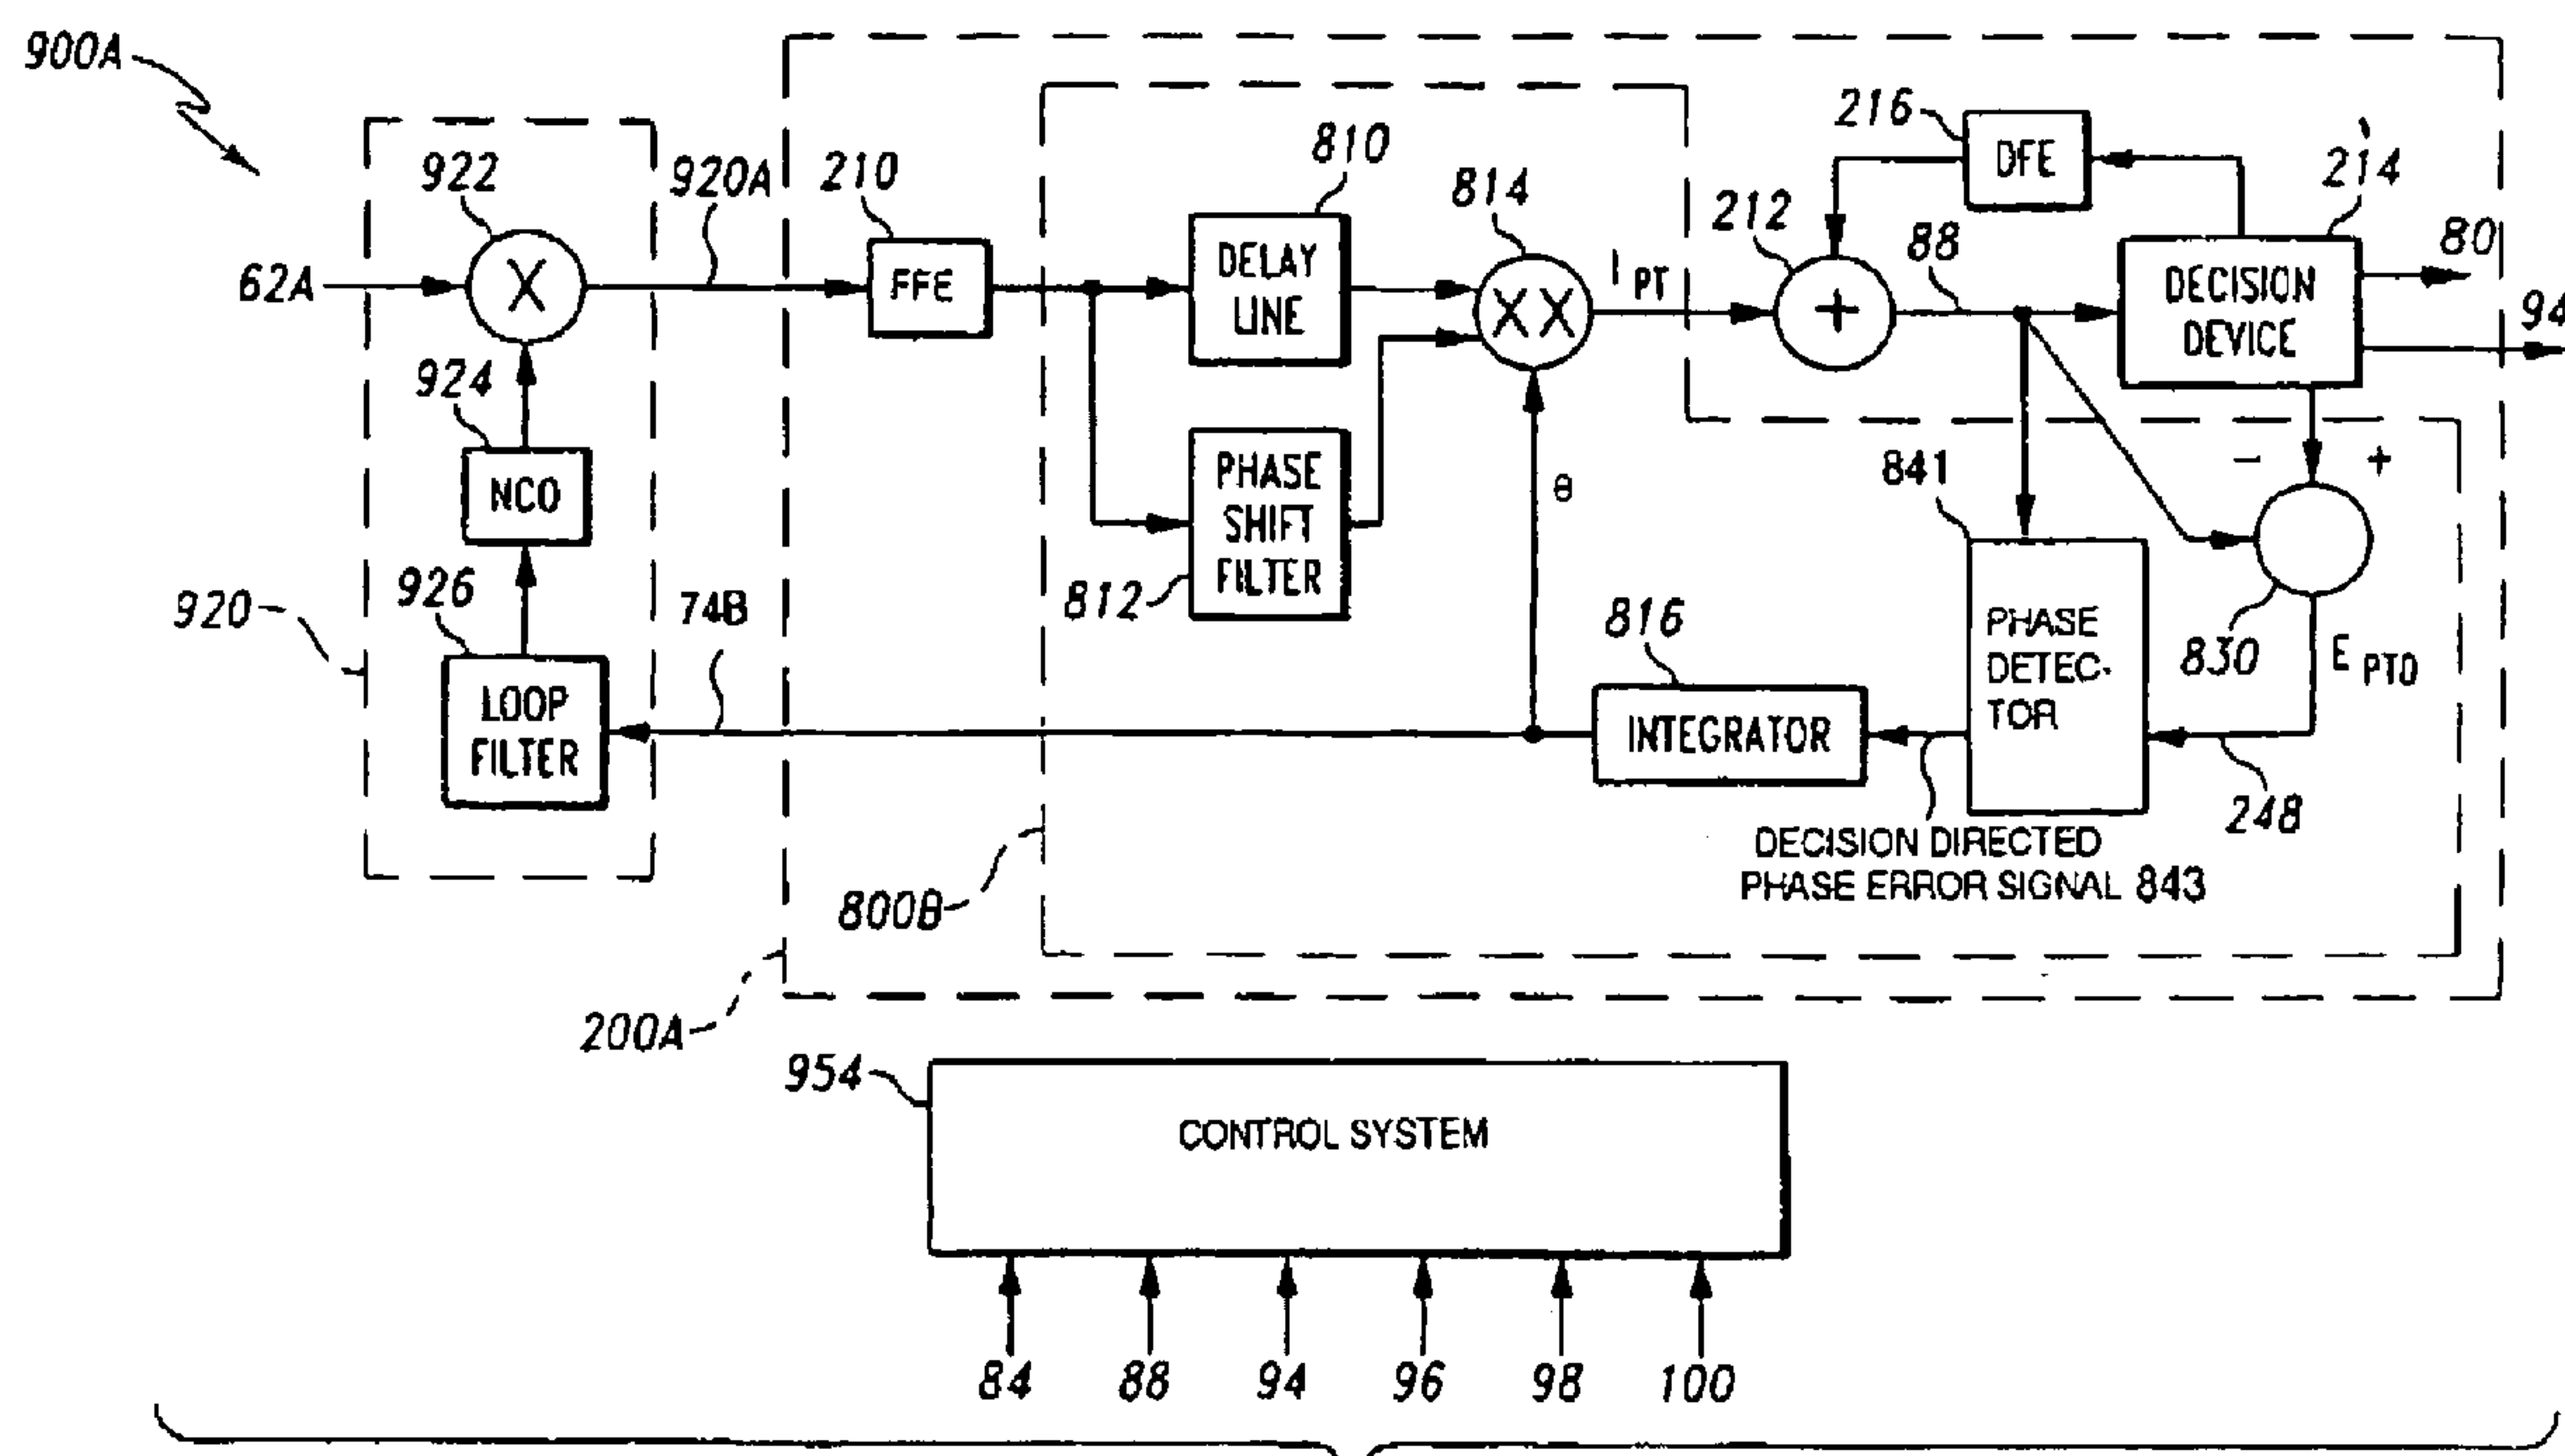 900A
922
920A
210
810
814
216
DFE
214
212
62A
X
FFE
DELAY
LINE
X X
I PT
+
88
DECISION
DEVICE
80
94
924
NCO
PHASE
SHIFT
FILTER
812
θ
841
-
+
926
920
74B
816
PHASE
DETEC-
TOR
830
E PTO
LOOP
FILTER
INTEGRATOR
248
DECISION DIRECTED
PHASE ERROR SIGNAL 843
800B
200A
954
CONTROL SYSTEM
84
88
94
96
98
100